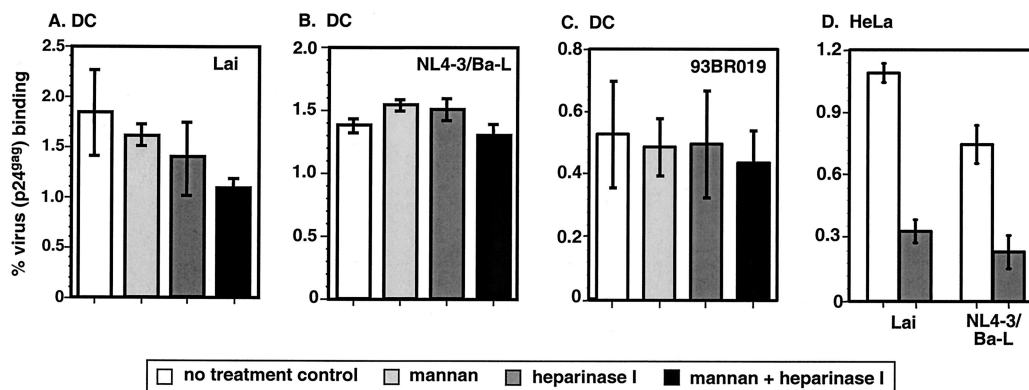 A. DC
B. DC
C. DC
D. HeLa
% virus (p24gag) binding
2.5
2.0
1.5
1.0
0.5
0
Lai
2.0
1.5
1.0
0.5
0
NL4-3/Ba-L
0.8
0.6
0.4
0.2
0
93BR019
1.2
0.9
0.6
0.3
0
Lai
NL4-3/
Ba-L
no treatment control
mannan
heparinase I
mannan + heparinase I